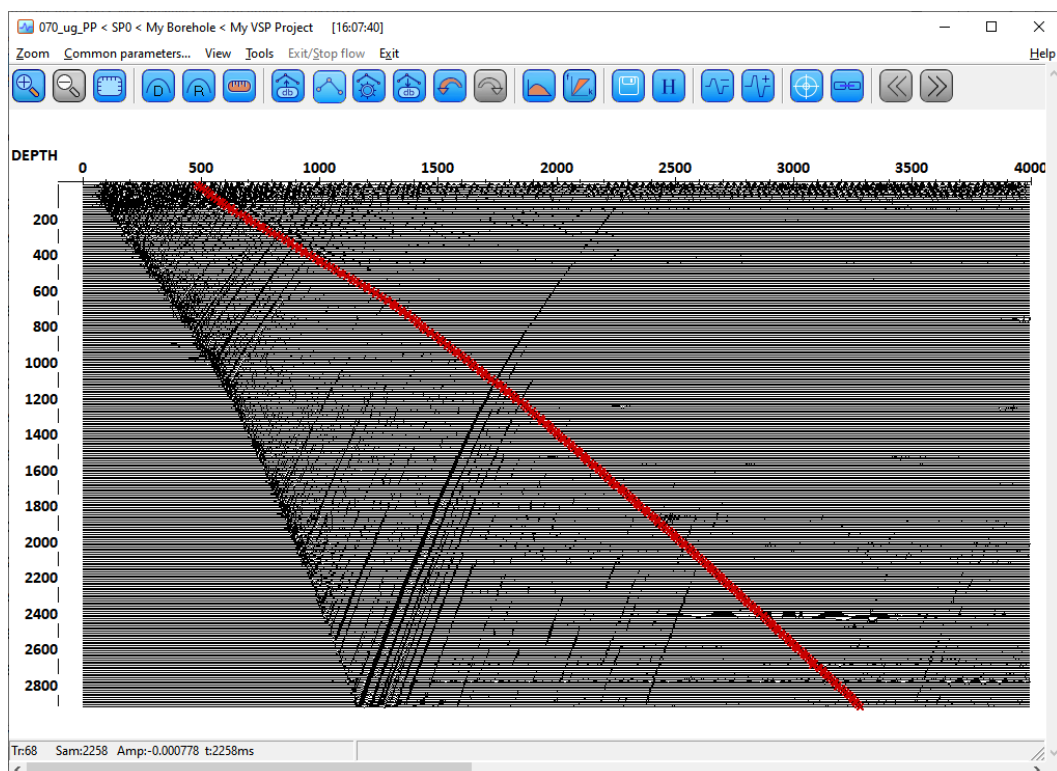 070_ug_PP < SP0 < My Borehole < My VSP Project [16:07:40]
Zoom Common parameters... View Tools Exit/Stop flow Exit Help
D R db db f k H
DEPTH
0 500 1000 1500 2000 2500 3000 3500 4000
200
400
600
800
1000
1200
1400
1600
1800
2000
2200
2400
2600
2800
Tr:68 Sam:2258 Amp:-0.000778 t:2258ms